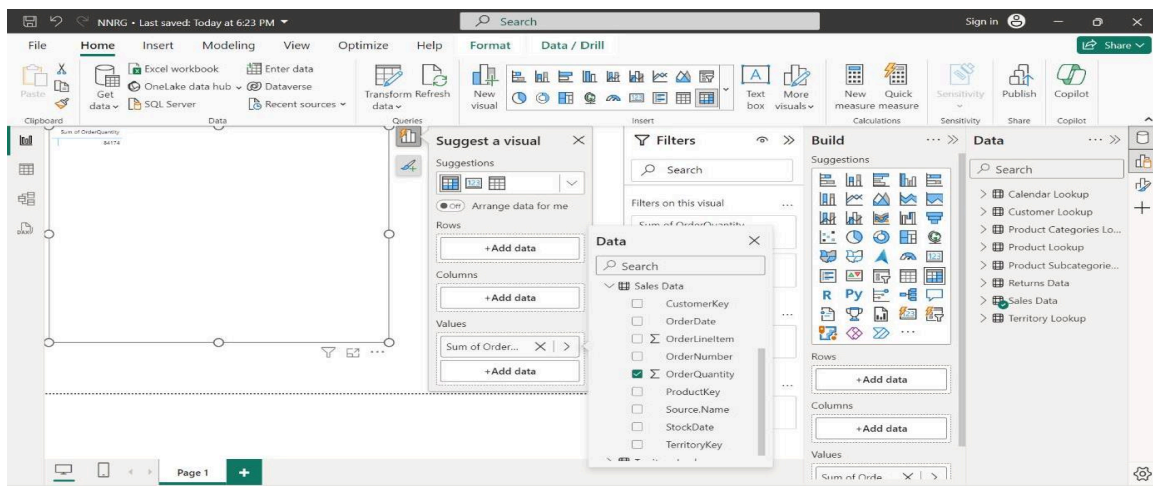 NNRG • Last saved: Today at 6:23 PM
Search
Sign in
File Home Insert Modeling View Optimize Help Format Data / Drill
Share
Paste
Get data
Excel workbook
OneLake data hub
SQL Server
Enter data
Dataverse
Recent sources
Transform data
Refresh
New visual
Text box
More visuals
New measure
Quick measure
Sensitivity
Publish
Copilot
Clipboard Data Queries Insert Calculations Sensitivity Share Copilot
Sum of OrderQuantity
84174
Suggest a visual
Suggestions
Off Arrange data for me
Rows
+Add data
Columns
+Add data
Values
Sum of Order...
+Add data
Filters
Search
Filters on this visual
Sum of OrderQuantity
Data
Search
Sales Data
CustomerKey
OrderDate
Σ OrderLineItem
OrderNumber
Σ OrderQuantity
ProductKey
Source.Name
StockDate
TerritoryKey
Build
Suggestions
123
R Py
Rows
+Add data
Columns
+Add data
Values
Sum of Orde...
Data
Search
Calendar Lookup
Customer Lookup
Product Categories Lo...
Product Lookup
Product Subcategorie...
Returns Data
Sales Data
Territory Lookup
Page 1